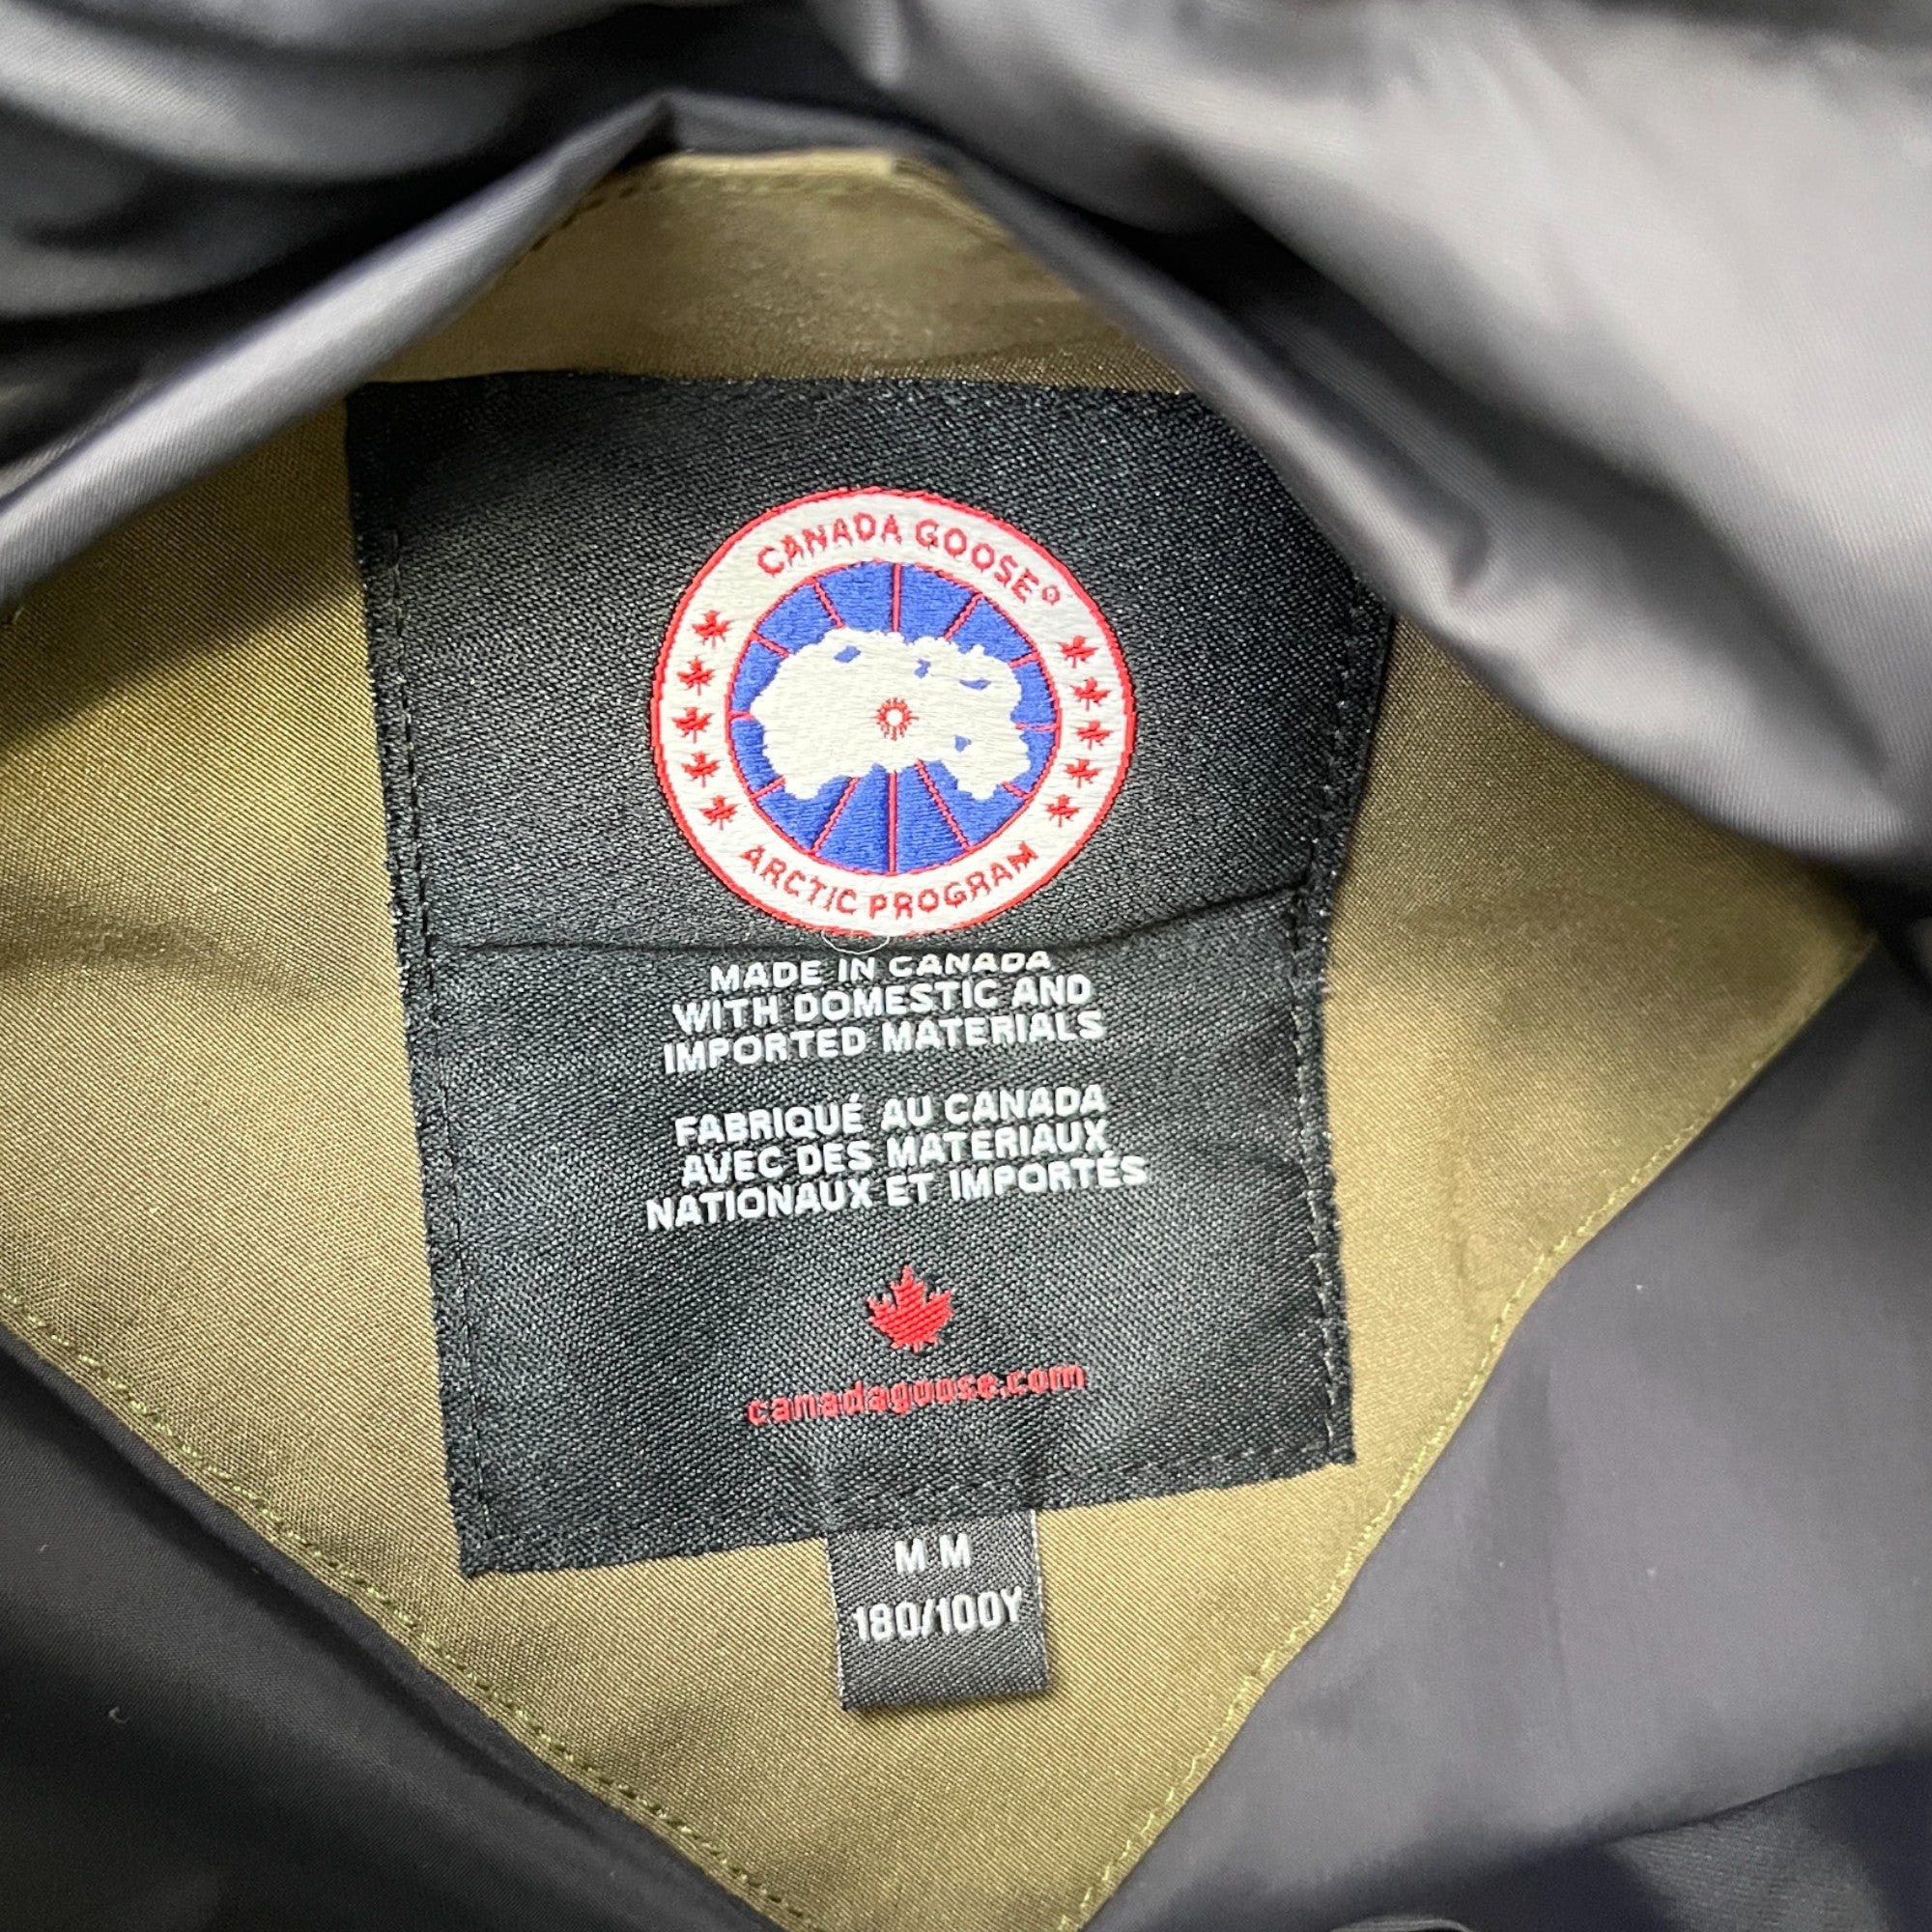 CANADA GOOSE®
ARCTIC PROGRAM
MADE IN CANADA
WITH DOMESTIC AND
IMPORTED MATERIALS
FABRIQUÉ AU CANADA
AVEC DES MATERIAUX
NATIONAUX ET IMPORTÉS
canadagoose.com
M M
180/100Y